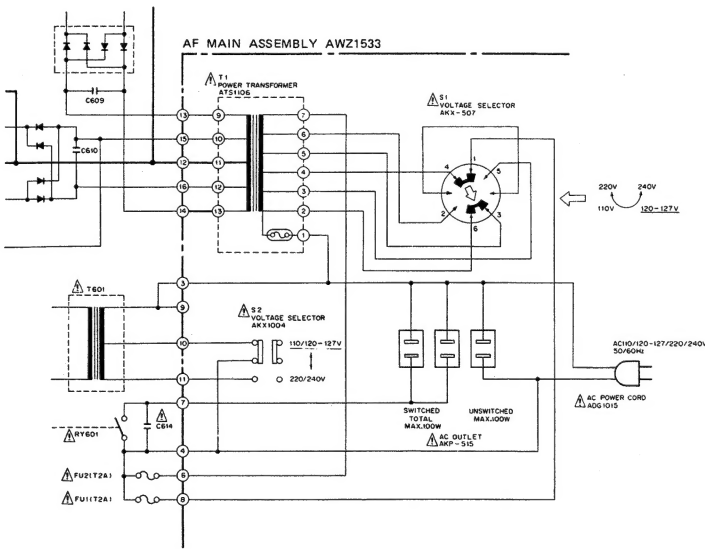 AF MAIN ASSEMBLY AWZ1533
T1
POWER TRANSFORMER
ATS1106
S1
VOLTAGE SELECTOR
AKX-507
C609
13
9
7
6
15
10
5
C610
12
11
4
16
12
3
14
13
2
1
4
1
5
2
6
3
220V
240V
110V
120-127V
T601
3
9
S2
VOLTAGE SELECTOR
AKX1004
10
110/120-127V
11
220/240V
AC110/120-127/220/240V
50/60Hz
7
C614
RY601
SWITCHED
TOTAL
MAX.100W
UNSWITCHED
MAX.100W
AC POWER CORD
ADG1015
AC OUTLET
AKP-515
4
FU2(T2A)
6
FU1(T2A)
8